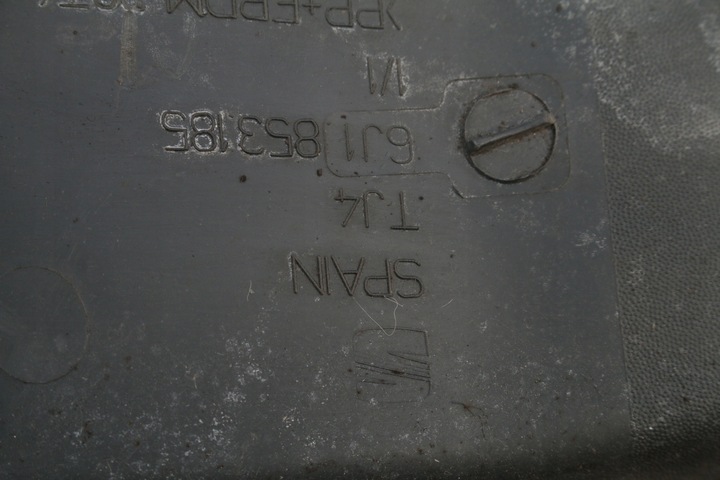 SPAIN
TJ4
6J1 853 185
1/1
>PP+EPDM